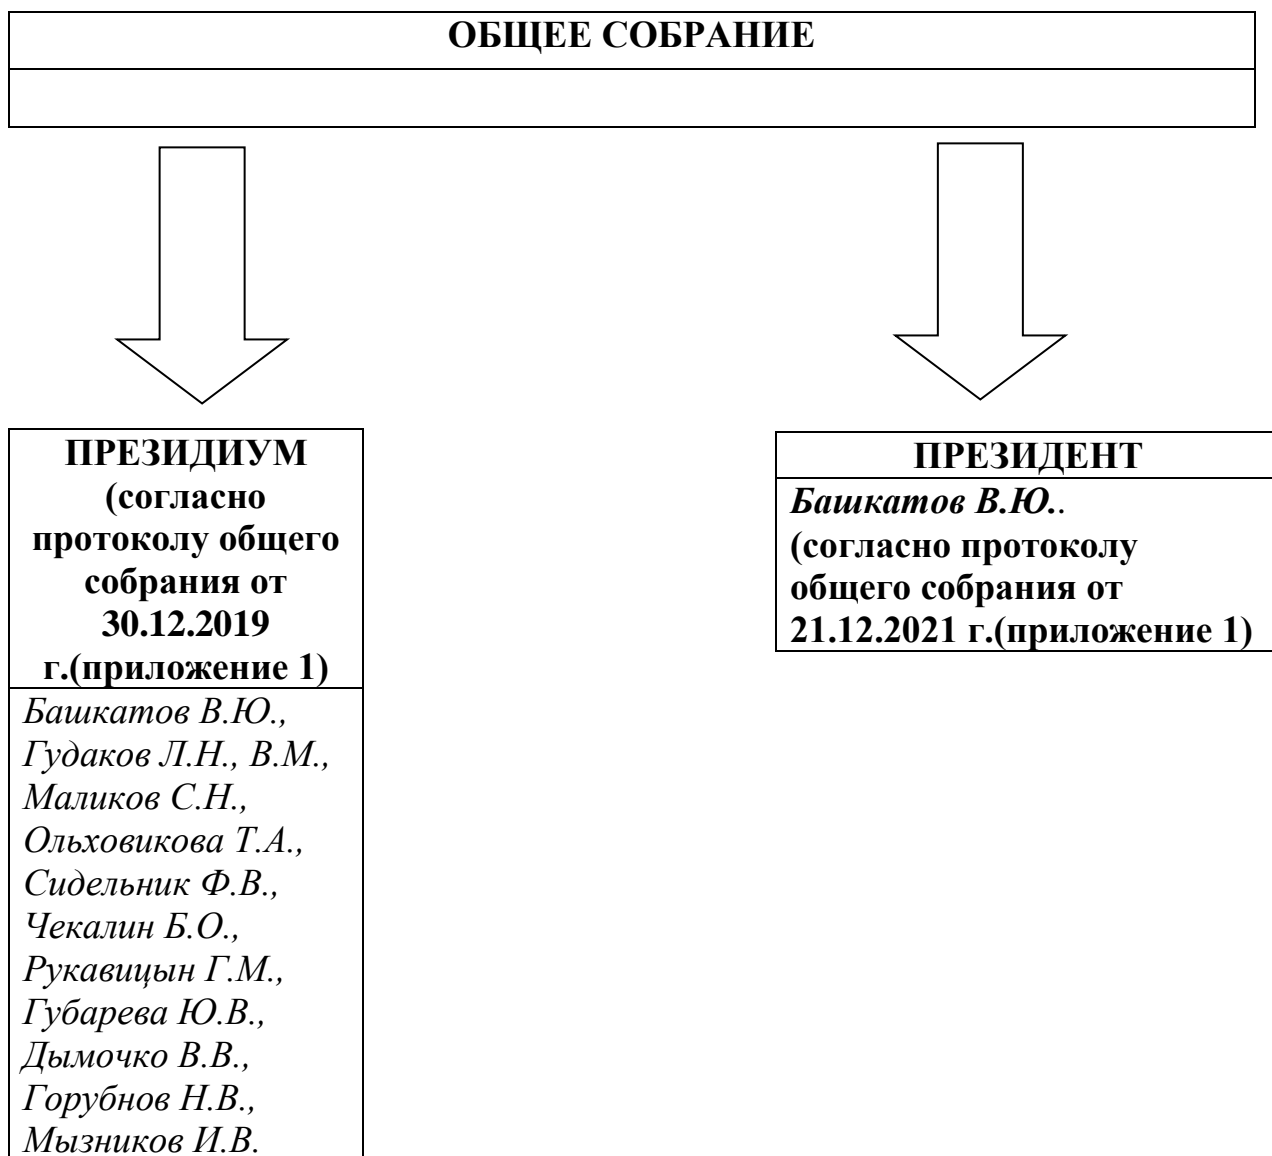 ОБЩЕЕ СОБРАНИЕ
ПРЕЗИДИУМ
(согласно
протоколу общего
собрания от
30.12.2019
г.(приложение 1)
Башкатов В.Ю.,
Гудаков Л.Н., В.М.,
Маликов С.Н.,
Ольховикова Т.А.,
Сидельник Ф.В.,
Чекалин Б.О.,
Рукавицын Г.М.,
Губарева Ю.В.,
Дымочко В.В.,
Горубнов Н.В.,
Мызников И.В.
ПРЕЗИДЕНТ
Башкатов В.Ю..
(согласно протоколу
общего собрания от
21.12.2021 г.(приложение 1)